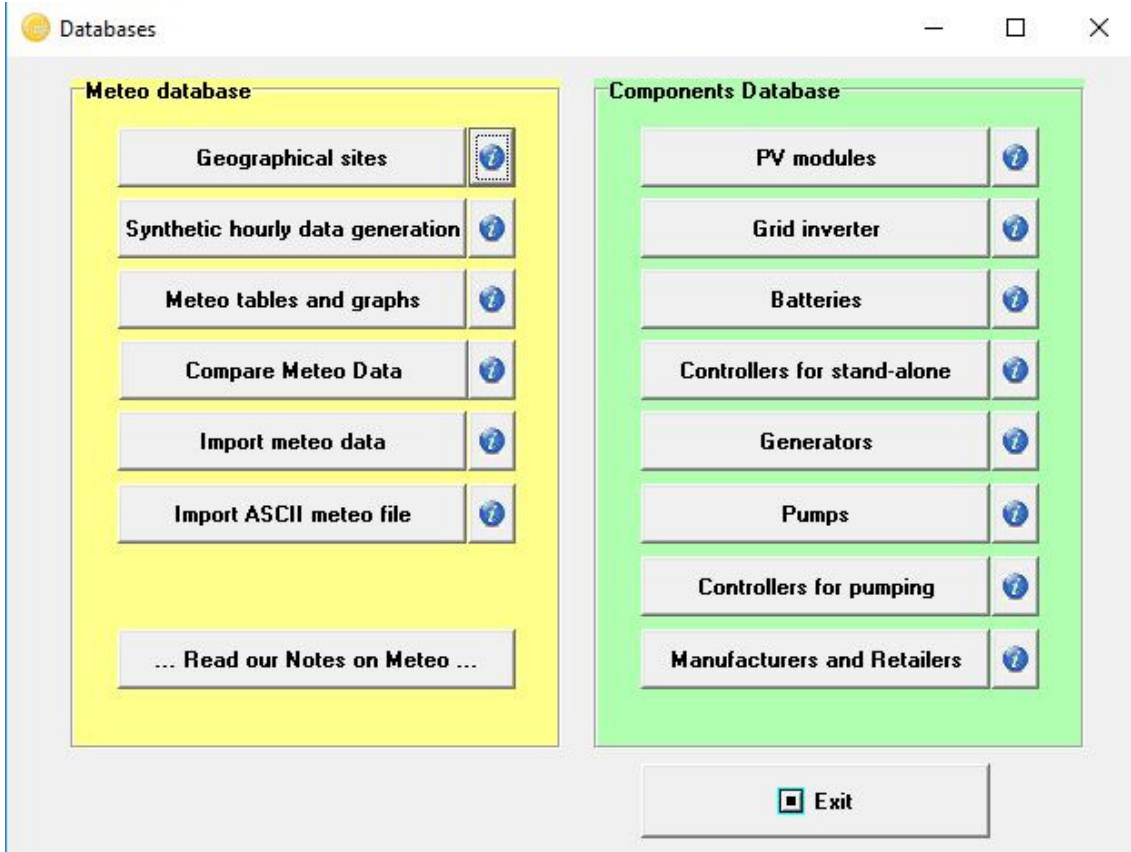 Databases
Meteo database
Geographical sites
Synthetic hourly data generation
Meteo tables and graphs
Compare Meteo Data
Import meteo data
Import ASCII meteo file
... Read our Notes on Meteo ...
Components Database
PV modules
Grid inverter
Batteries
Controllers for stand-alone
Generators
Pumps
Controllers for pumping
Manufacturers and Retailers
Exit